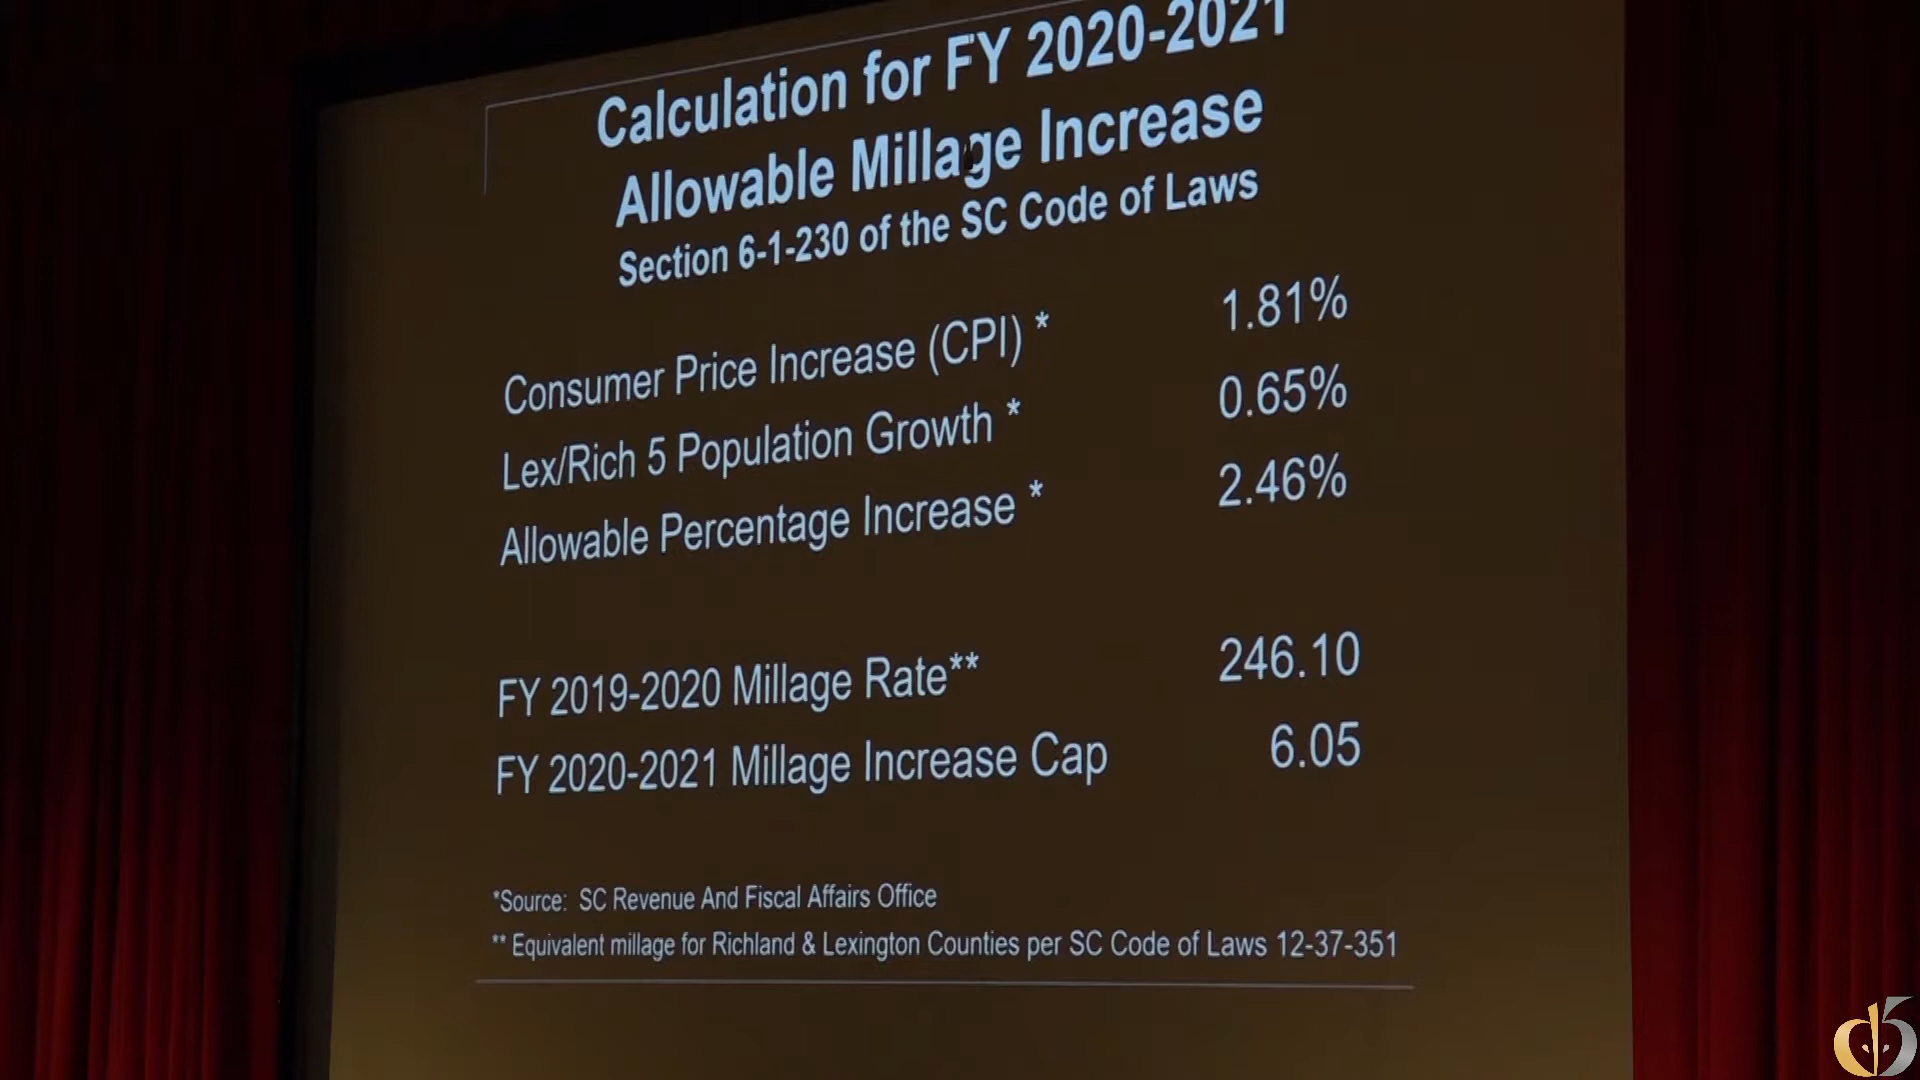 Calculation for FY 2020-2021
Allowable Millage Increase
Section 6-1-230 of the SC Code of Laws
Consumer Price Increase (CPI) * 1.81%
Lex/Rich 5 Population Growth * 0.65%
Allowable Percentage Increase * 2.46%
FY 2019-2020 Millage Rate** 246.10
FY 2020-2021 Millage Increase Cap 6.05
*Source: SC Revenue And Fiscal Affairs Office
** Equivalent millage for Richland & Lexington Counties per SC Code of Laws 12-37-351
5